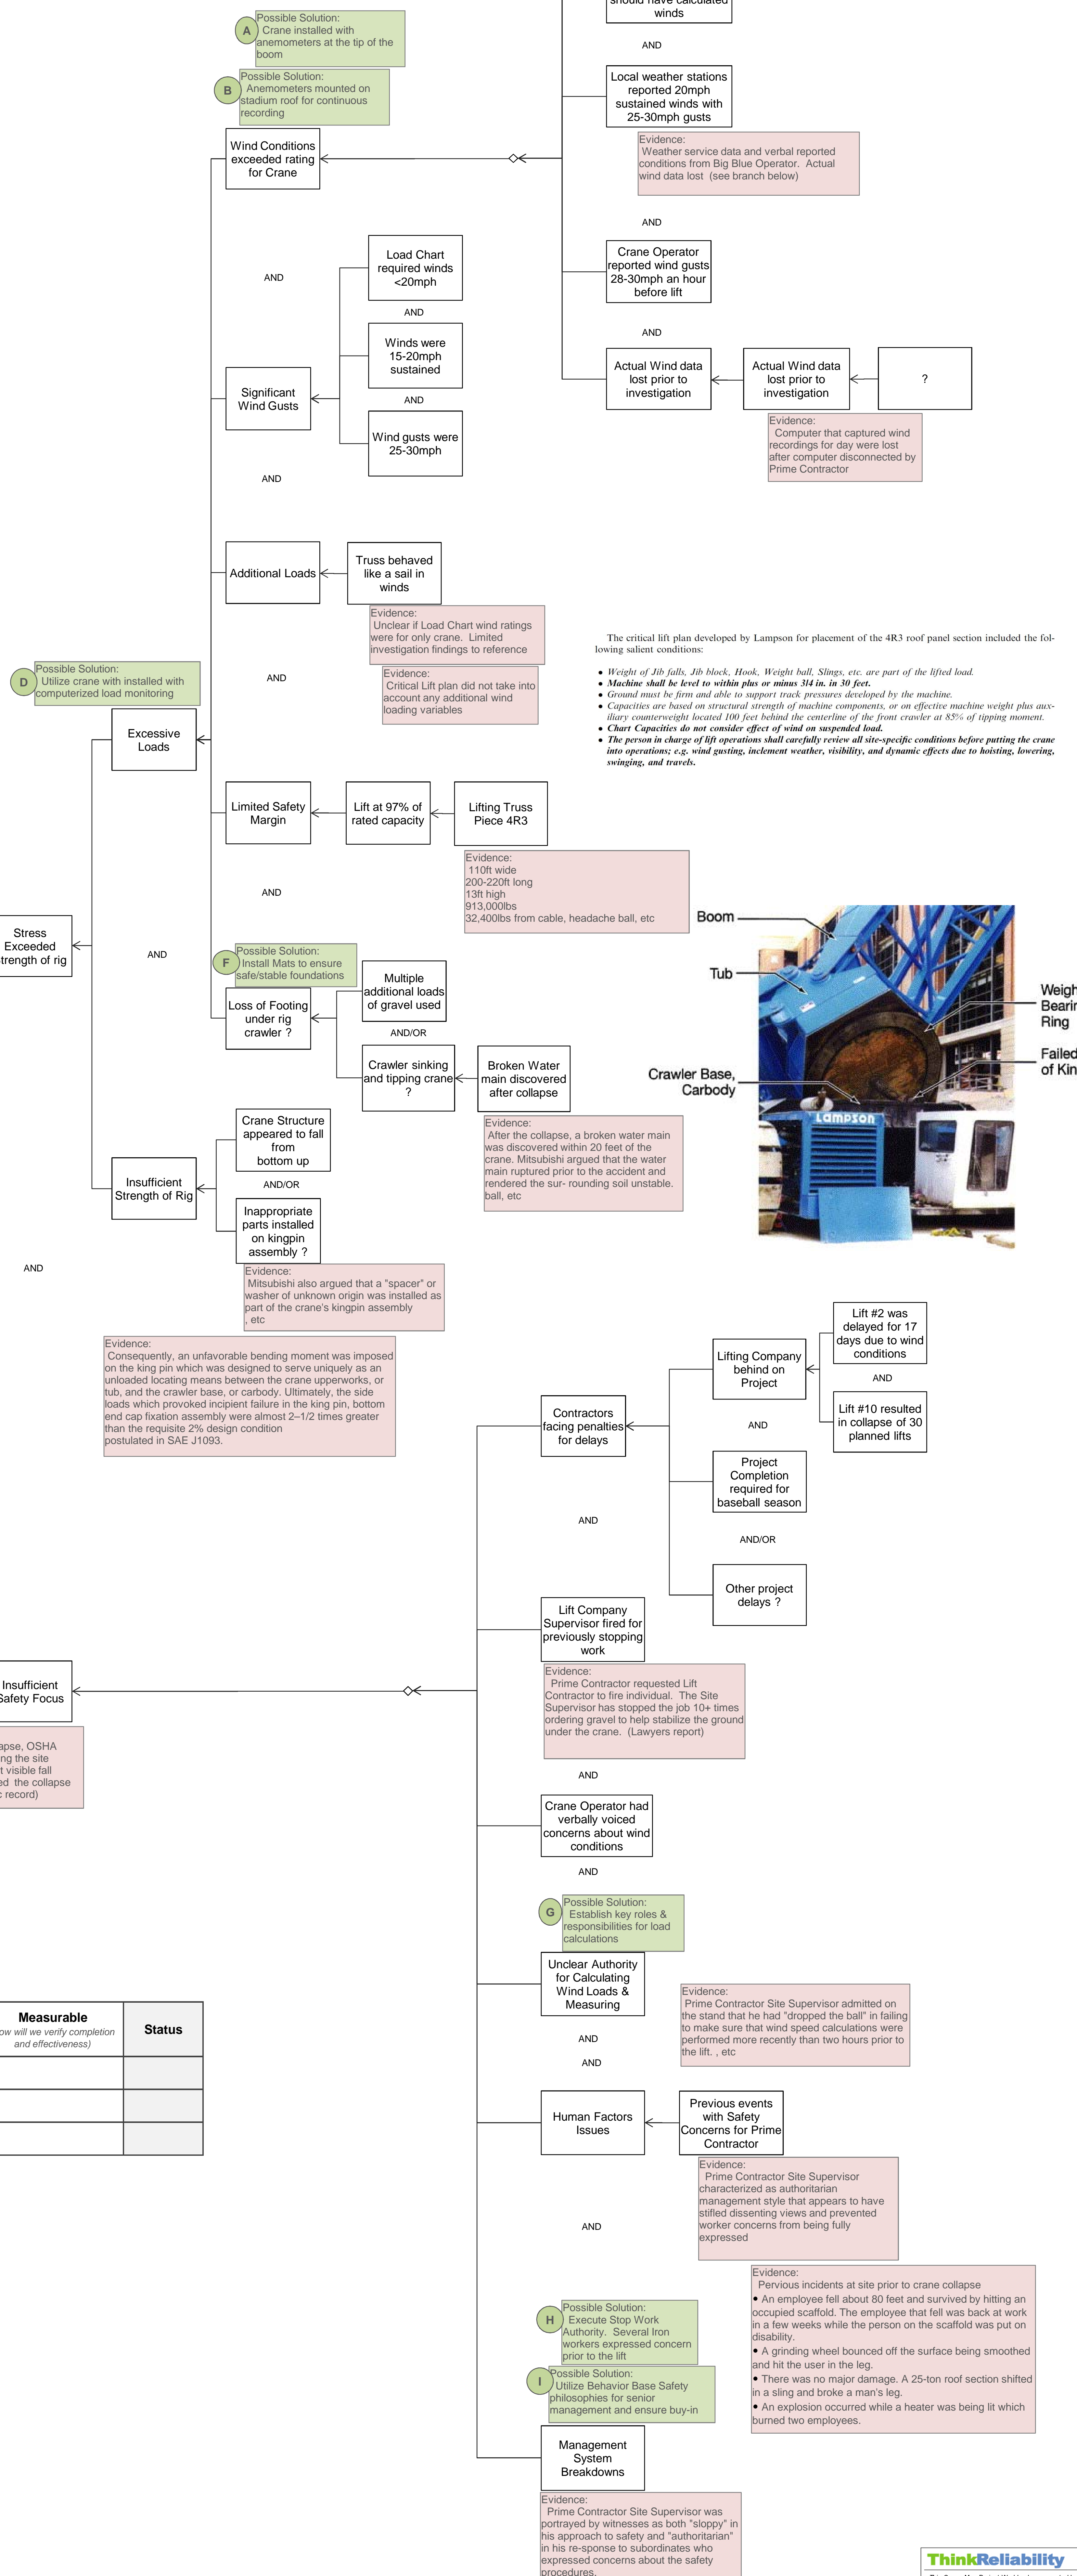 should have calculated
winds
Possible Solution:
A
Crane installed with
anemometers at the tip of the
boom
AND
Possible Solution:
B
Anemometers mounted on
stadium roof for continuous
recording
Local weather stations
reported 20mph
sustained winds with
25-30mph gusts
Wind Conditions
exceeded rating
for Crane
Evidence:
Weather service data and verbal reported
conditions from Big Blue Operator. Actual
wind data lost (see branch below)
AND
Crane Operator
reported wind gusts
28-30mph an hour
before lift
Load Chart
required winds
<20mph
AND
AND
AND
Winds were
15-20mph
sustained
Actual Wind data
lost prior to
investigation
Actual Wind data
lost prior to
investigation
?
Significant
Wind Gusts
AND
Wind gusts were
25-30mph
Evidence:
Computer that captured wind
recordings for day were lost
after computer disconnected by
Prime Contractor
AND
Additional Loads
Truss behaved
like a sail in
winds
Evidence:
Unclear if Load Chart wind ratings
were for only crane. Limited
investigation findings to reference
Evidence:
Critical Lift plan did not take into
account any additional wind
loading variables
The critical lift plan developed by Lampson for placement of the 4R3 roof panel section included the fol-
lowing salient conditions:
• Weight of Jib falls, Jib block, Hook, Weight ball, Slings, etc. are part of the lifted load.
• Machine shall be level to within plus or minus 3/4 in. in 30 feet.
• Ground must be firm and able to support track pressures developed by the machine.
• Capacities are based on structural strength of machine components, or on effective machine weight plus aux-
iliary counterweight located 100 feet behind the centerline of the front crawler at 85% of tipping moment.
• Chart Capacities do not consider effect of wind on suspended load.
• The person in charge of lift operations shall carefully review all site-specific conditions before putting the crane
into operations; e.g. wind gusting, inclement weather, visibility, and dynamic effects due to hoisting, lowering,
swinging, and travels.
D
Possible Solution:
Utilize crane with installed with
computerized load monitoring
AND
Excessive
Loads
Limited Safety
Margin
Lift at 97% of
rated capacity
Lifting Truss
Piece 4R3
Evidence:
110ft wide
200-220ft long
13ft high
913,000lbs
32,400lbs from cable, headache ball, etc
AND
Stress
Exceeded
trength of rig
AND
F
Possible Solution:
Install Mats to ensure
safe/stable foundations
Loss of Footing
under rig
crawler ?
Multiple
additional loads
of gravel used
AND/OR
Crawler sinking
and tipping crane
?
Broken Water
main discovered
after collapse
Evidence:
After the collapse, a broken water main
was discovered within 20 feet of the
crane. Mitsubishi argued that the water
main ruptured prior to the accident and
rendered the sur- rounding soil unstable.
ball, etc
Boom
Tub
Weigh
Bearin
Ring
Failed
of Kin
Crawler Base,
Carbody
Lampson
Crane Structure
appeared to fall
from
bottom up
Insufficient
Strength of Rig
AND/OR
Inappropriate
parts installed
on kingpin
assembly ?
AND
Evidence:
Mitsubishi also argued that a "spacer" or
washer of unknown origin was installed as
part of the crane's kingpin assembly
, etc
Evidence:
Consequently, an unfavorable bending moment was imposed
on the king pin which was designed to serve uniquely as an
unloaded locating means between the crane upperworks, or
tub, and the crawler base, or carbody. Ultimately, the side
loads which provoked incipient failure in the king pin, bottom
end cap fixation assembly were almost 2–1/2 times greater
than the requisite 2% design condition
postulated in SAE J1093.
Lift #2 was
delayed for 17
days due to wind
conditions
Lifting Company
behind on
Project
AND
Lift #10 resulted
in collapse of 30
planned lifts
Contractors
facing penalties
for delays
AND
Project
Completion
required for
baseball season
AND
AND/OR
Other project
delays ?
Lift Company
Supervisor fired for
previously stopping
work
Evidence:
Prime Contractor requested Lift
Contractor to fire individual. The Site
Supervisor has stopped the job 10+ times
ordering gravel to help stabilize the ground
under the crane. (Lawyers report)
Insufficient
Safety Focus
apse, OSHA
ng the site
t visible fall
ed the collapse
c record)
AND
Crane Operator had
verbally voiced
concerns about wind
conditions
AND
G
Possible Solution:
Establish key roles &
responsibilities for load
calculations
Unclear Authority
for Calculating
Wind Loads &
Measuring
Evidence:
Prime Contractor Site Supervisor admitted on
the stand that he had "dropped the ball" in failing
to make sure that wind speed calculations were
performed more recently than two hours prior to
the lift. , etc
Measurable
ow will we verify completion
and effectiveness)
Status
AND
AND
Human Factors
Issues
Previous events
with Safety
Concerns for Prime
Contractor
Evidence:
Prime Contractor Site Supervisor
characterized as authoritarian
management style that appears to have
stifled dissenting views and prevented
worker concerns from being fully
expressed
AND
Evidence:
Pervious incidents at site prior to crane collapse
• An employee fell about 80 feet and survived by hitting an
occupied scaffold. The employee that fell was back at work
in a few weeks while the person on the scaffold was put on
disability.
• A grinding wheel bounced off the surface being smoothed
and hit the user in the leg.
• There was no major damage. A 25-ton roof section shifted
in a sling and broke a man's leg.
• An explosion occurred while a heater was being lit which
burned two employees.
H
Possible Solution:
Execute Stop Work
Authority. Several Iron
workers expressed concern
prior to the lift
I
Possible Solution:
Utilize Behavior Base Safety
philosophies for senior
management and ensure buy-in
Management
System
Breakdowns
Evidence:
Prime Contractor Site Supervisor was
portrayed by witnesses as both "sloppy" in
his approach to safety and "authoritarian"
in his re-sponse to subordinates who
expressed concerns about the safety
procedures.
ThinkReliability